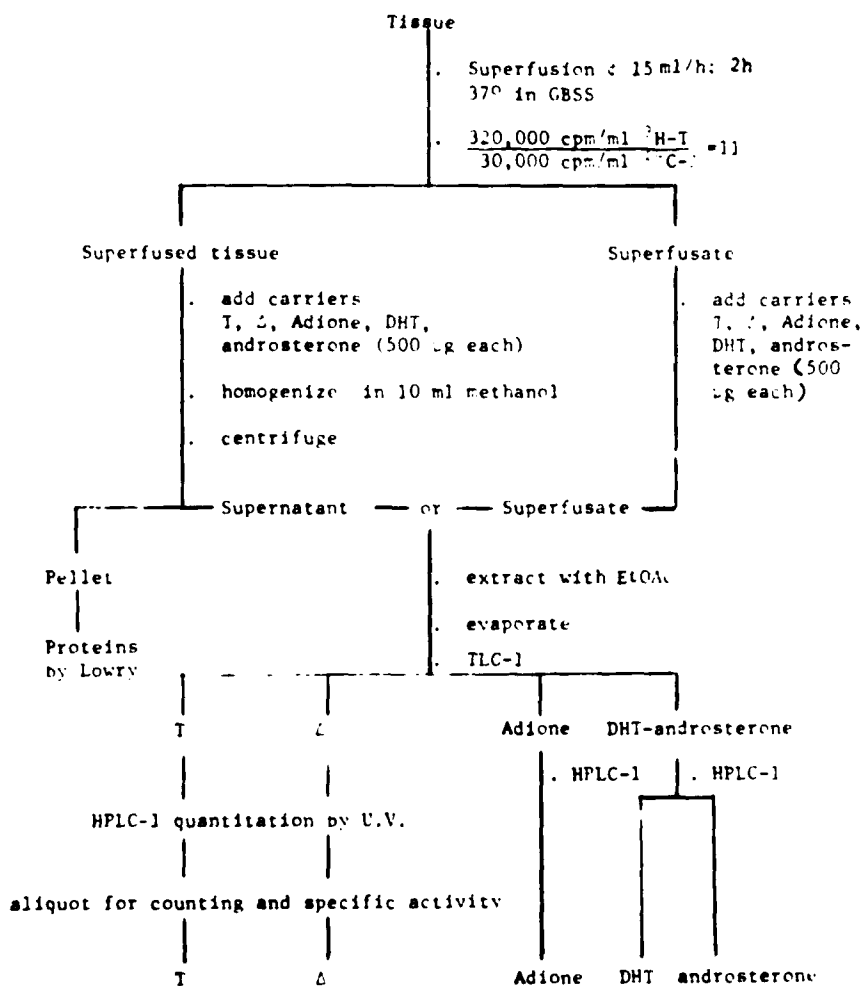 Tissue
. Superfusion 15 ml/h; 2h
37° in GBSS
. 320,000 cpm/ml ³H-T
30,000 cpm/ml =11
Superfused tissue
Superfusate
. add carriers
T, Adione, DHT,
androsterone (500 each)
. homogenize in 10 ml methanol
. centrifuge
. add carriers
T, Adione,
DHT, andros-
terone (500
each)
Supernatant or Superfusate
Pellet
Proteins
by Lowry
. extract with EtOAc
. evaporate
. TLC-1
T
Adione DHT-androsterone
. HPLC-1 . HPLC-1
HPLC-1 quantitation by U.V.
aliquot for counting and specific activity
T Δ Adione DHT androsterone